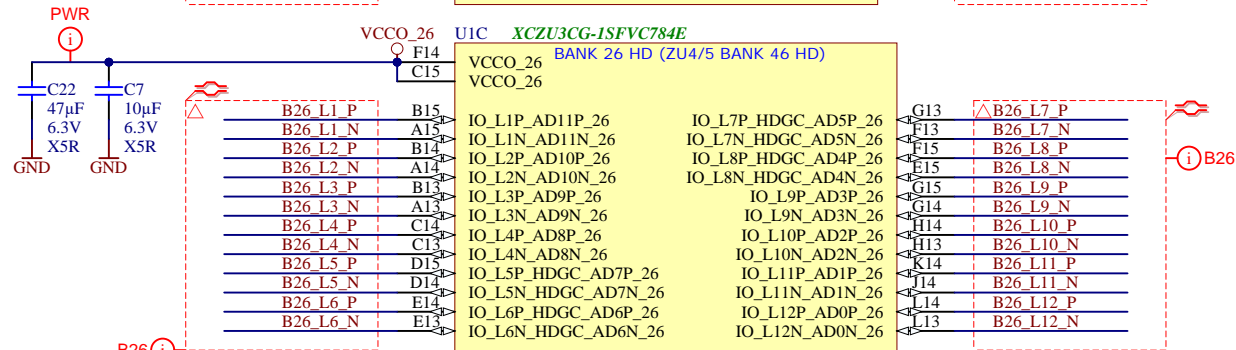 PWR
i
VCCO_26 U1C XCZU3CG-1SFVC784E
BANK 26 HD (ZU4/5 BANK 46 HD)
F14 VCCO_26
C15 VCCO_26
C22 C7
47µF 10µF
6.3V 6.3V
X5R X5R
GND GND
B26_L1_P B15 IO_L1P_AD11P_26 IO_L7P_HDGC_AD5P_26 G13 B26_L7_P
B26_L1_N A15 IO_L1N_AD11N_26 IO_L7N_HDGC_AD5N_26 F13 B26_L7_N
B26_L2_P B14 IO_L2P_AD10P_26 IO_L8P_HDGC_AD4P_26 F15 B26_L8_P
B26_L2_N A14 IO_L2N_AD10N_26 IO_L8N_HDGC_AD4N_26 E15 B26_L8_N
i B26
B26_L3_P B13 IO_L3P_AD9P_26 IO_L9P_AD3P_26 G15 B26_L9_P
B26_L3_N A13 IO_L3N_AD9N_26 IO_L9N_AD3N_26 G14 B26_L9_N
B26_L4_P C14 IO_L4P_AD8P_26 IO_L10P_AD2P_26 H14 B26_L10_P
B26_L4_N C13 IO_L4N_AD8N_26 IO_L10N_AD2N_26 H13 B26_L10_N
B26_L5_P D15 IO_L5P_HDGC_AD7P_26 IO_L11P_AD1P_26 K14 B26_L11_P
B26_L5_N D14 IO_L5N_HDGC_AD7N_26 IO_L11N_AD1N_26 J14 B26_L11_N
B26_L6_P E14 IO_L6P_HDGC_AD6P_26 IO_L12P_AD0P_26 L14 B26_L12_P
B26_L6_N E13 IO_L6N_HDGC_AD6N_26 IO_L12N_AD0N_26 L13 B26_L12_N
B26 i